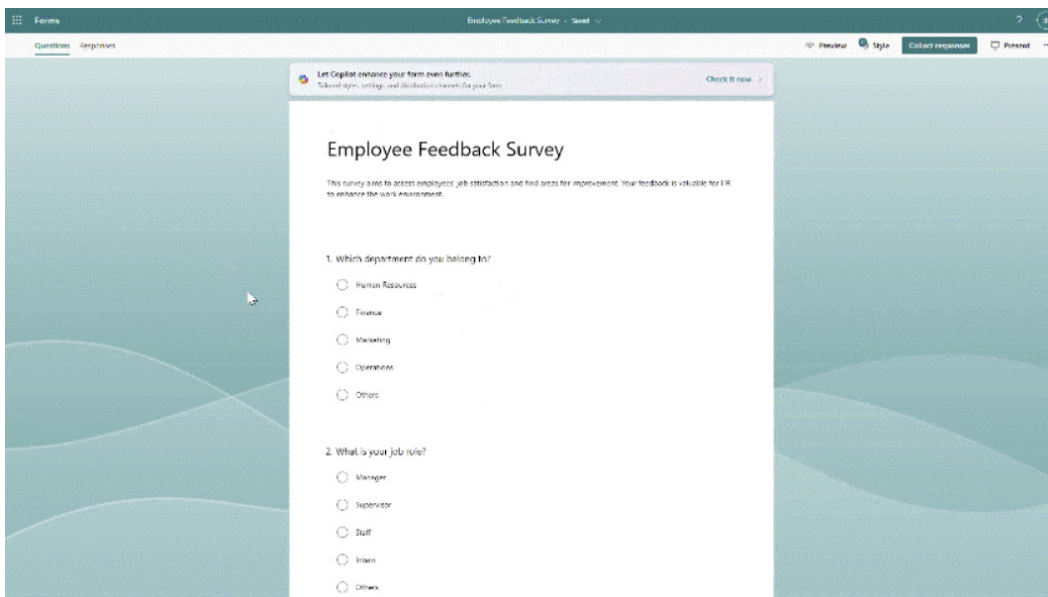 Forms
Employee Feedback Survey - Saved
?
Questions Responses
Preview Style Collect responses Present
Let Copilot enhance your form even further.
Tailored styles, settings, and distribution channels for your form
Check it now
Employee Feedback Survey
This survey aims to assess employees' job satisfaction and find areas for improvement. Your feedback is valuable for HR
to enhance the work environment.
1. Which department do you belong to?
Human Resources
Finance
Marketing
Operations
Others
2. What is your job role?
Manager
Supervisor
Staff
Intern
Others